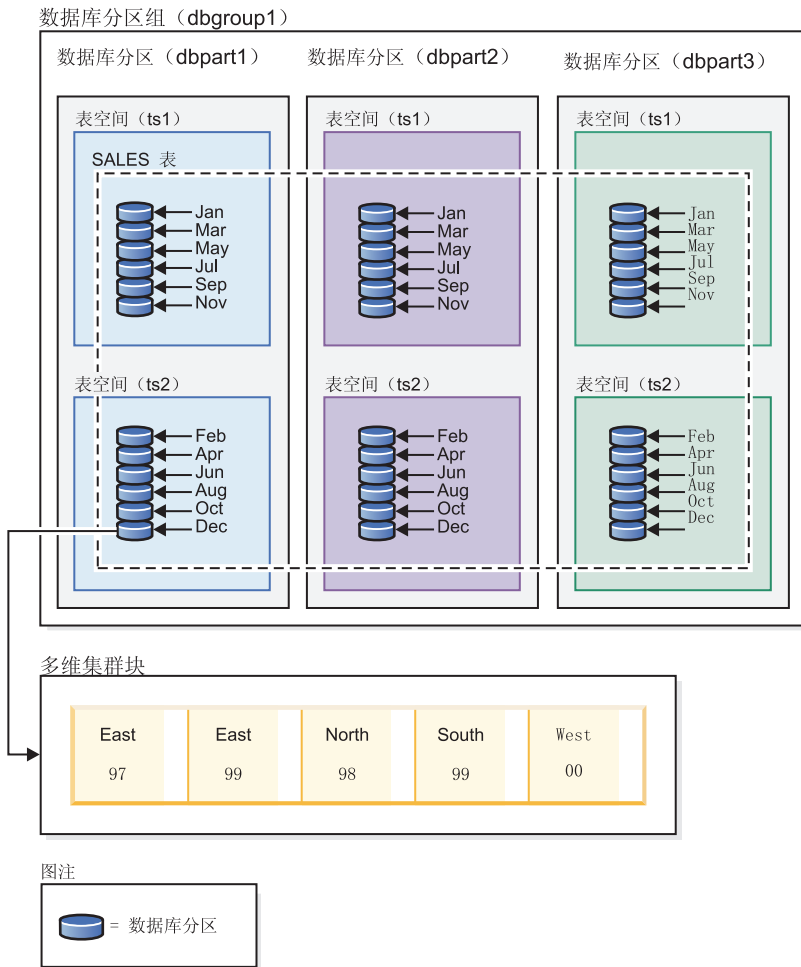 数据库分区组（dbgroup1）
数据库分区（dbpart1）
数据库分区（dbpart2）
数据库分区（dbpart3）
表空间（ts1）
表空间（ts1）
表空间（ts1）
SALES 表
Jan
Mar
May
Jul
Sep
Nov
Jan
Mar
May
Jul
Sep
Nov
Jan
Mar
May
Jul
Sep
Nov
表空间（ts2）
表空间（ts2）
表空间（ts2）
Feb
Apr
Jun
Aug
Oct
Dec
Feb
Apr
Jun
Aug
Oct
Dec
Feb
Apr
Jun
Aug
Oct
Dec
多维集群块
East
97
East
99
North
98
South
99
West
00
图注
= 数据库分区